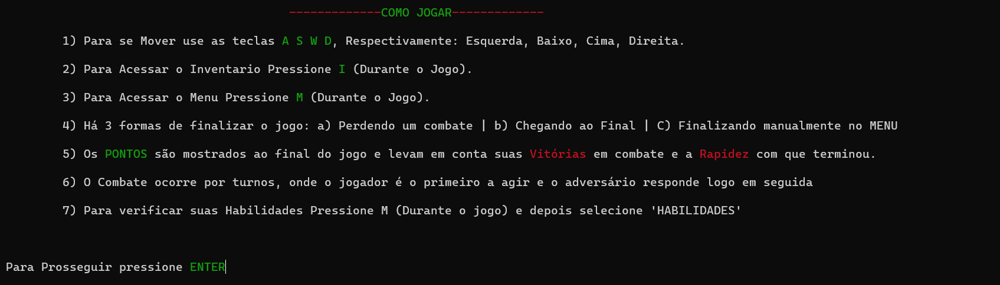 -------------COMO JOGAR-------------
1) Para se Mover use as teclas A S W D, Respectivamente: Esquerda, Baixo, Cima, Direita.
2) Para Acessar o Inventario Pressione I (Durante o Jogo).
3) Para Acessar o Menu Pressione M (Durante o Jogo).
4) Há 3 formas de finalizar o jogo: a) Perdendo um combate | b) Chegando ao Final | C) Finalizando manualmente no MENU
5) Os PONTOS são mostrados ao final do jogo e levam em conta suas Vitórias em combate e a Rapidez com que terminou.
6) O Combate ocorre por turnos, onde o jogador é o primeiro a agir e o adversário responde logo em seguida
7) Para verificar suas Habilidades Pressione M (Durante o jogo) e depois selecione 'HABILIDADES'
Para Prosseguir pressione ENTER